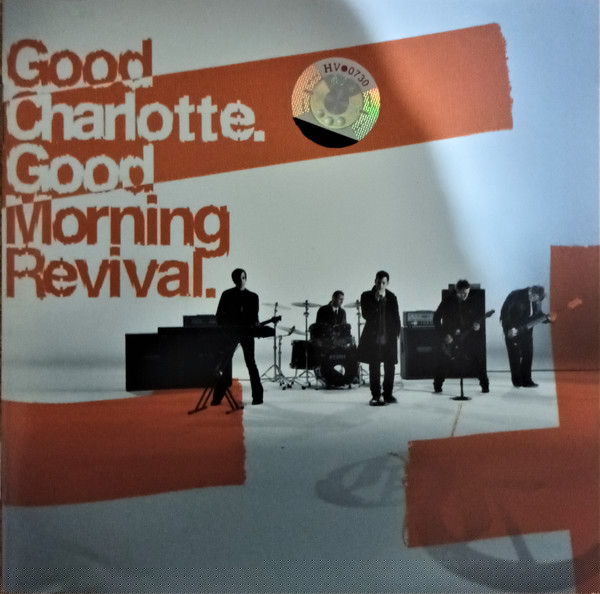 Good
Charlotte.
Good
Morning
Revival.
HV●0730